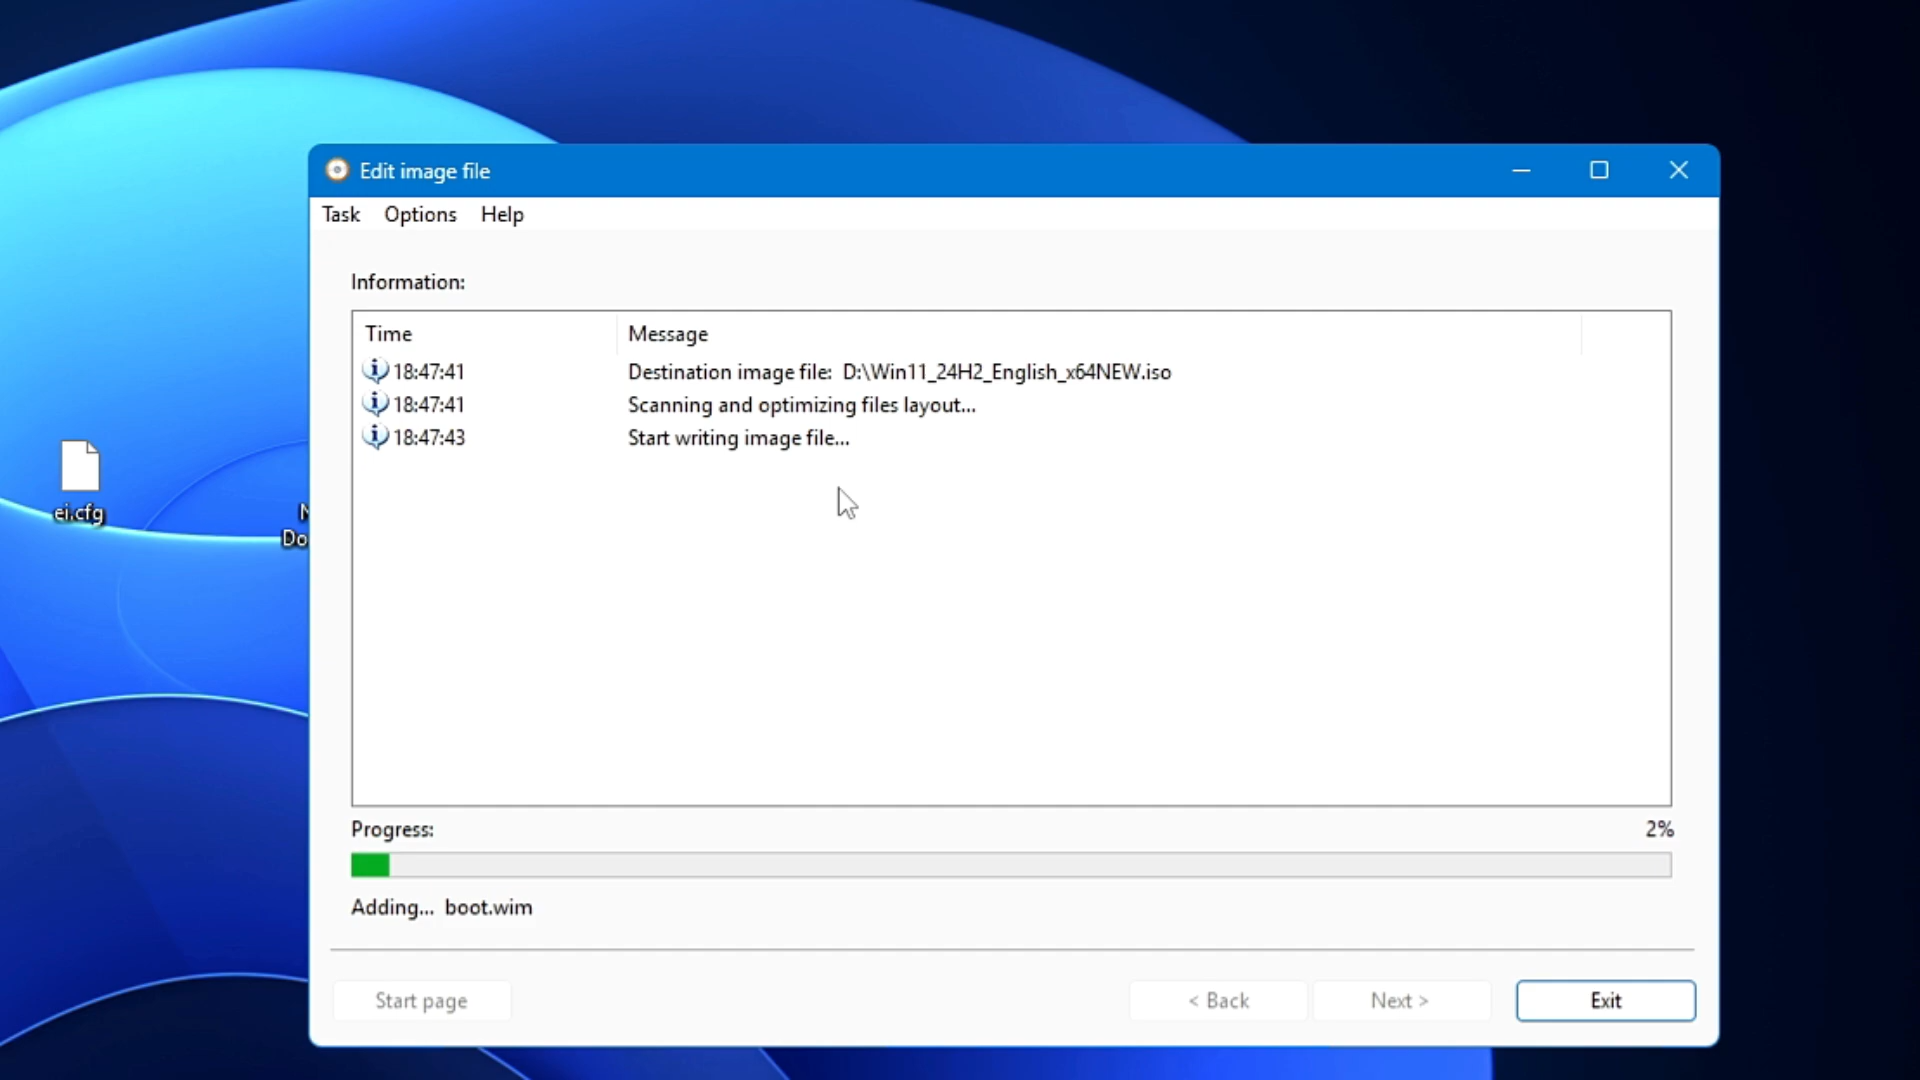 Edit image file
Task Options Help
Information:
Time Message
18:47:41 Destination image file: D:\Win11_24H2_English_x64NEW.iso
18:47:41 Scanning and optimizing files layout...
18:47:43 Start writing image file...
ei.cfg
Progress: 2%
Adding... boot.wim
Start page < Back Next > Exit